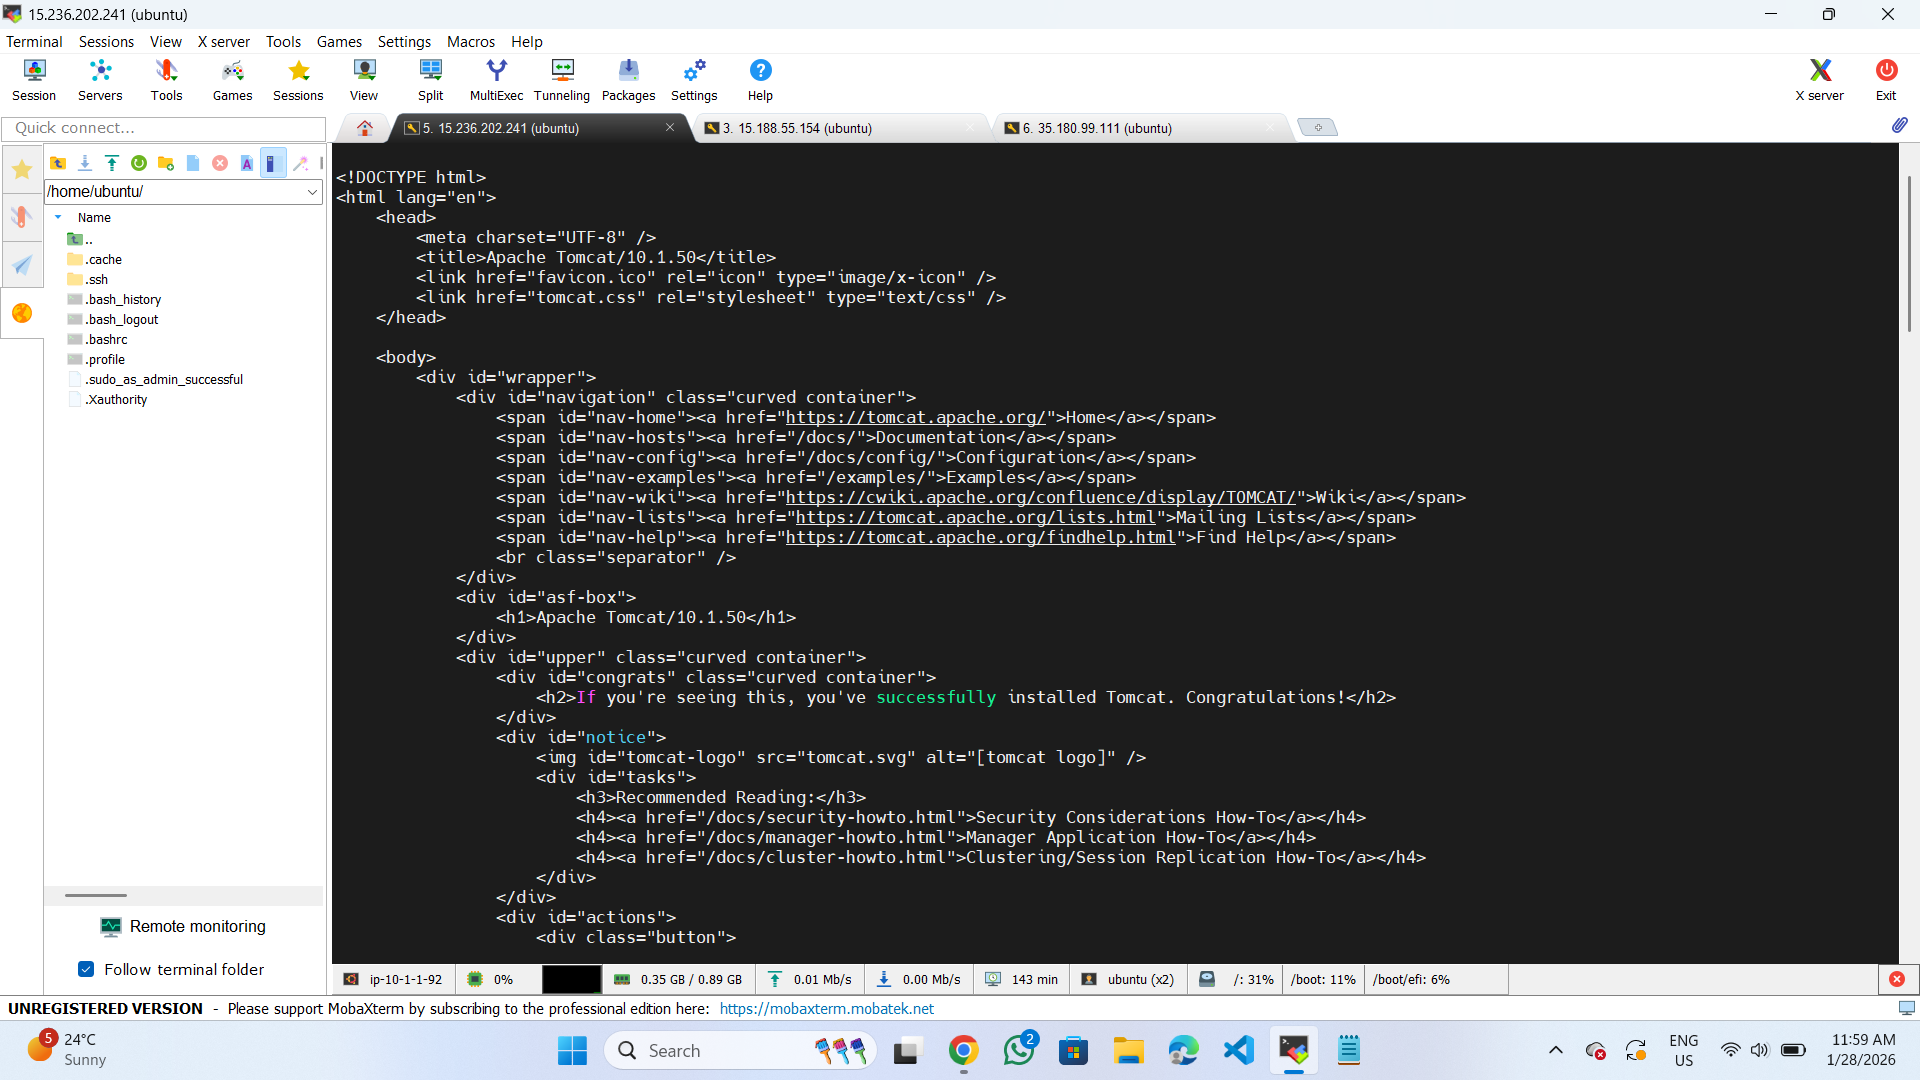 15.236.202.241 (ubuntu)
Terminal Sessions View X server Tools Games Settings Macros Help
Session Servers Tools Games Sessions View Split MultiExec Tunneling Packages Settings Help X server Exit
Quick connect...
5. 15.236.202.241 (ubuntu)
3. 15.188.55.154 (ubuntu)
6. 35.180.99.111 (ubuntu)
/home/ubuntu/
Name
..
.cache
.ssh
.bash_history
.bash_logout
.bashrc
.profile
.sudo_as_admin_successful
.Xauthority
Remote monitoring
Follow terminal folder
<!DOCTYPE html>
<html lang="en">
    <head>
        <meta charset="UTF-8" />
        <title>Apache Tomcat/10.1.50</title>
        <link href="favicon.ico" rel="icon" type="image/x-icon" />
        <link href="tomcat.css" rel="stylesheet" type="text/css" />
    </head>
    <body>
        <div id="wrapper">
            <div id="navigation" class="curved container">
                <span id="nav-home"><a href="https://tomcat.apache.org/">Home</a></span>
                <span id="nav-hosts"><a href="/docs/">Documentation</a></span>
                <span id="nav-config"><a href="/docs/config/">Configuration</a></span>
                <span id="nav-examples"><a href="/examples/">Examples</a></span>
                <span id="nav-wiki"><a href="https://cwiki.apache.org/confluence/display/TOMCAT/">Wiki</a></span>
                <span id="nav-lists"><a href="https://tomcat.apache.org/lists.html">Mailing Lists</a></span>
                <span id="nav-help"><a href="https://tomcat.apache.org/findhelp.html">Find Help</a></span>
                <br class="separator" />
            </div>
            <div id="asf-box">
                <h1>Apache Tomcat/10.1.50</h1>
            </div>
            <div id="upper" class="curved container">
                <div id="congrats" class="curved container">
                    <h2>If you're seeing this, you've successfully installed Tomcat. Congratulations!</h2>
                </div>
                <div id="notice">
                    <img id="tomcat-logo" src="tomcat.svg" alt="[tomcat logo]" />
                    <div id="tasks">
                        <h3>Recommended Reading:</h3>
                        <h4><a href="/docs/security-howto.html">Security Considerations How-To</a></h4>
                        <h4><a href="/docs/manager-howto.html">Manager Application How-To</a></h4>
                        <h4><a href="/docs/cluster-howto.html">Clustering/Session Replication How-To</a></h4>
                    </div>
                </div>
                <div id="actions">
                    <div class="button">
ip-10-1-1-92 0% 0.35 GB / 0.89 GB 0.01 Mb/s 0.00 Mb/s 143 min ubuntu (x2) /: 31% /boot: 11% /boot/efi: 6%
UNREGISTERED VERSION - Please support MobaXterm by subscribing to the professional edition here: https://mobaxterm.mobatek.net
5
24°C
Sunny
Search
2
ENG
US
11:59 AM
1/28/2026